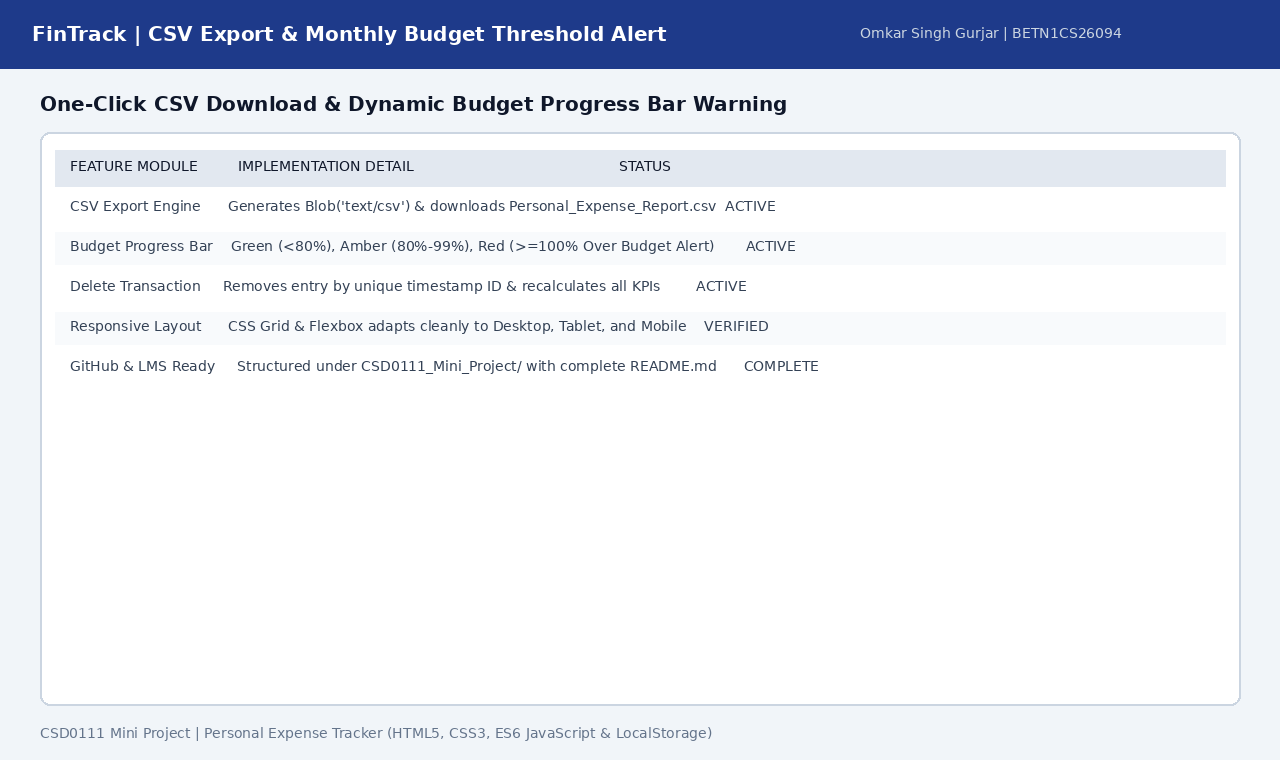 FinTrack | CSV Export & Monthly Budget Threshold Alert
Omkar Singh Gurjar | BETN1CS26094
One-Click CSV Download & Dynamic Budget Progress Bar Warning
FEATURE MODULE IMPLEMENTATION DETAIL STATUS
CSV Export Engine Generates Blob('text/csv') & downloads Personal_Expense_Report.csv ACTIVE
Budget Progress Bar Green (<80%), Amber (80%-99%), Red (>=100% Over Budget Alert) ACTIVE
Delete Transaction Removes entry by unique timestamp ID & recalculates all KPIs ACTIVE
Responsive Layout CSS Grid & Flexbox adapts cleanly to Desktop, Tablet, and Mobile VERIFIED
GitHub & LMS Ready Structured under CSD0111_Mini_Project/ with complete README.md COMPLETE
CSD0111 Mini Project | Personal Expense Tracker (HTML5, CSS3, ES6 JavaScript & LocalStorage)